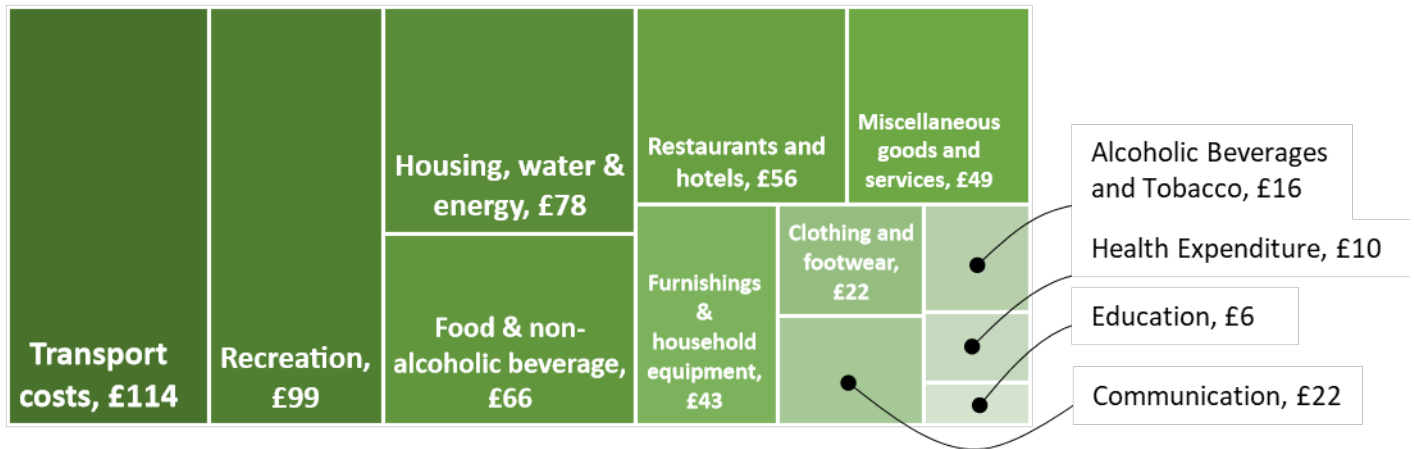 Transport
costs, £114
Recreation,
£99
Housing, water &
energy, £78
Food & non-
alcoholic beverage,
£66
Restaurants and
hotels, £56
Miscellaneous
goods and
services, £49
Furnishings
&
household
equipment,
£43
Clothing and
footwear,
£22
Alcoholic Beverages
and Tobacco, £16
Health Expenditure, £10
Education, £6
Communication, £22